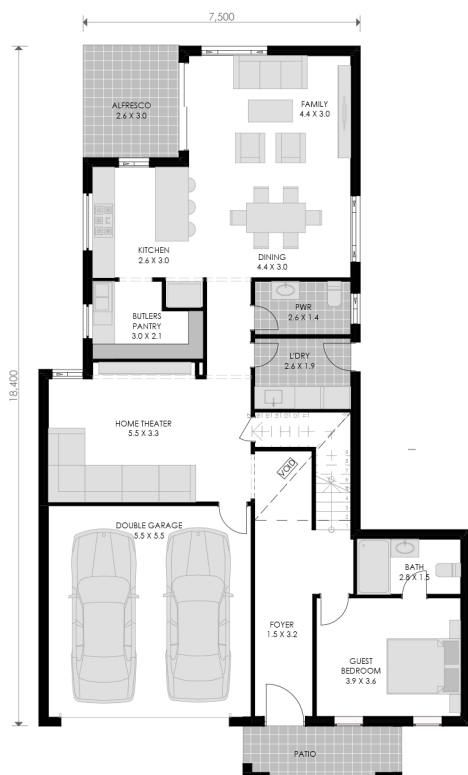 7,500
ALFRESCO
2.6 X 3.0
FAMILY
4.4 X 3.0
KITCHEN
2.6 X 3.0
DINING
4.4 X 3.0
PWR
2.6 X 1.4
BUTLERS
PANTRY
3.0 X 2.1
L'DRY
2.6 X 1.9
18,400
HOME THEATER
5.5 X 3.3
VOID
DOUBLE GARAGE
5.5 X 5.5
BATH
2.8 X 1.5
FOYER
1.5 X 3.2
GUEST
BEDROOM
3.9 X 3.6
PATIO